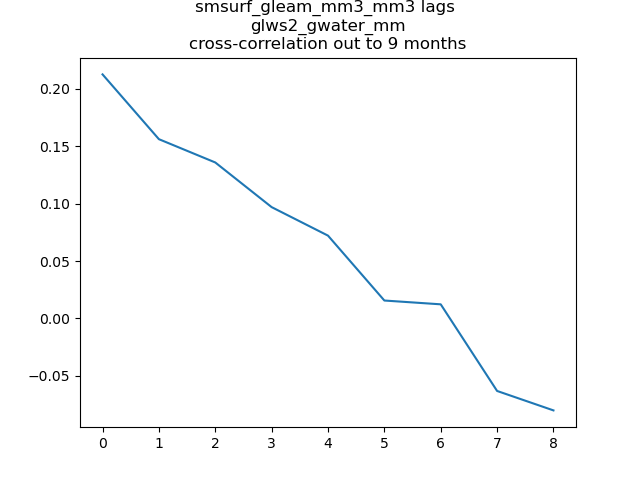 smsurf_gleam_mm3_mm3 lags
glws2_gwater_mm
cross-correlation out to 9 months
0.20
0.15
0.10
0.05
0.00
−0.05
0 1 2 3 4 5 6 7 8